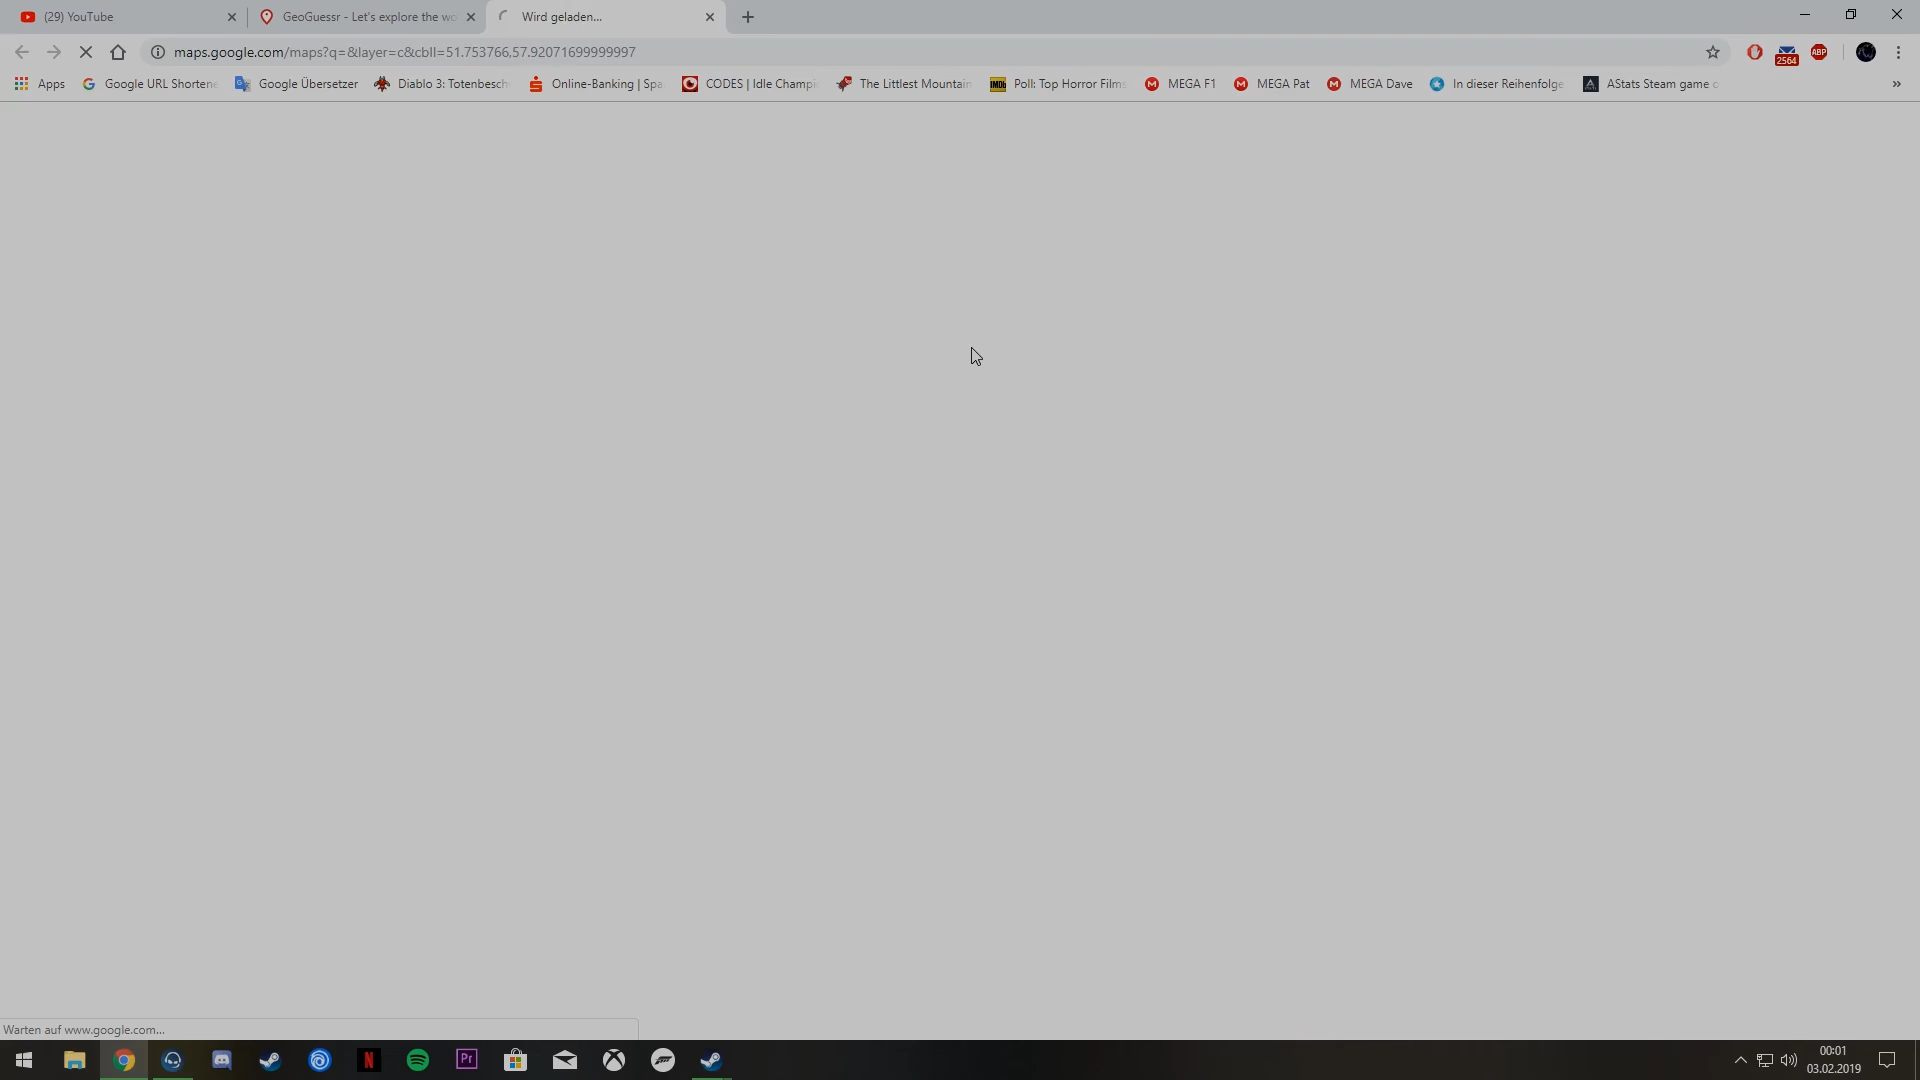 (29) YouTube
GeoGuessr - Let's explore the wo
Wird geladen...
maps.google.com/maps?q=&layer=c&cbll=51.753766,57.92071699999997
2564
ABP
Apps
Google URL Shortene
Google Übersetzer
Diablo 3: Totenbesch
Online-Banking | Spa
CODES | Idle Champi
The Littlest Mountain
IMDb
Poll: Top Horror Films
MEGA F1
MEGA Pat
MEGA Dave
In dieser Reihenfolge
AStats Steam game o
Warten auf www.google.com...
Pr
00:01
03.02.2019